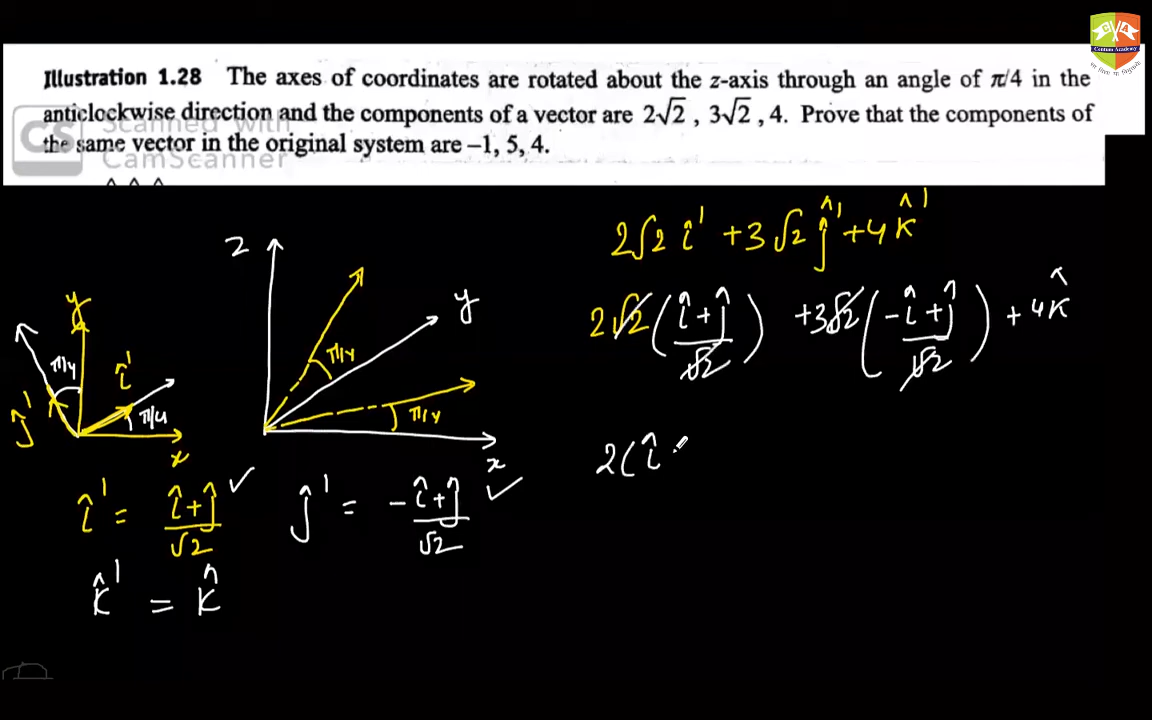 Illustration 1.28 The axes of coordinates are rotated about the z-axis through an angle of π/4 in the
anticlockwise direction and the components of a vector are 2√2 , 3√2 , 4. Prove that the components of
the same vector in the original system are −1, 5, 4.
CS
Scanned with
CamScanner
Centum Academy
2√2 î' + 3√2 ĵ' + 4k̂'
2√2 ( (î+ĵ)/√2 ) + 3√2 ( (-î+ĵ)/√2 ) + 4k̂
2(î
z
y
x
π/4
π/4
y
x
î'
ĵ'
π/4
π/4
î' = (î+ĵ)/√2 ✓
ĵ' = (-î+ĵ)/√2 ✓
k̂' = k̂